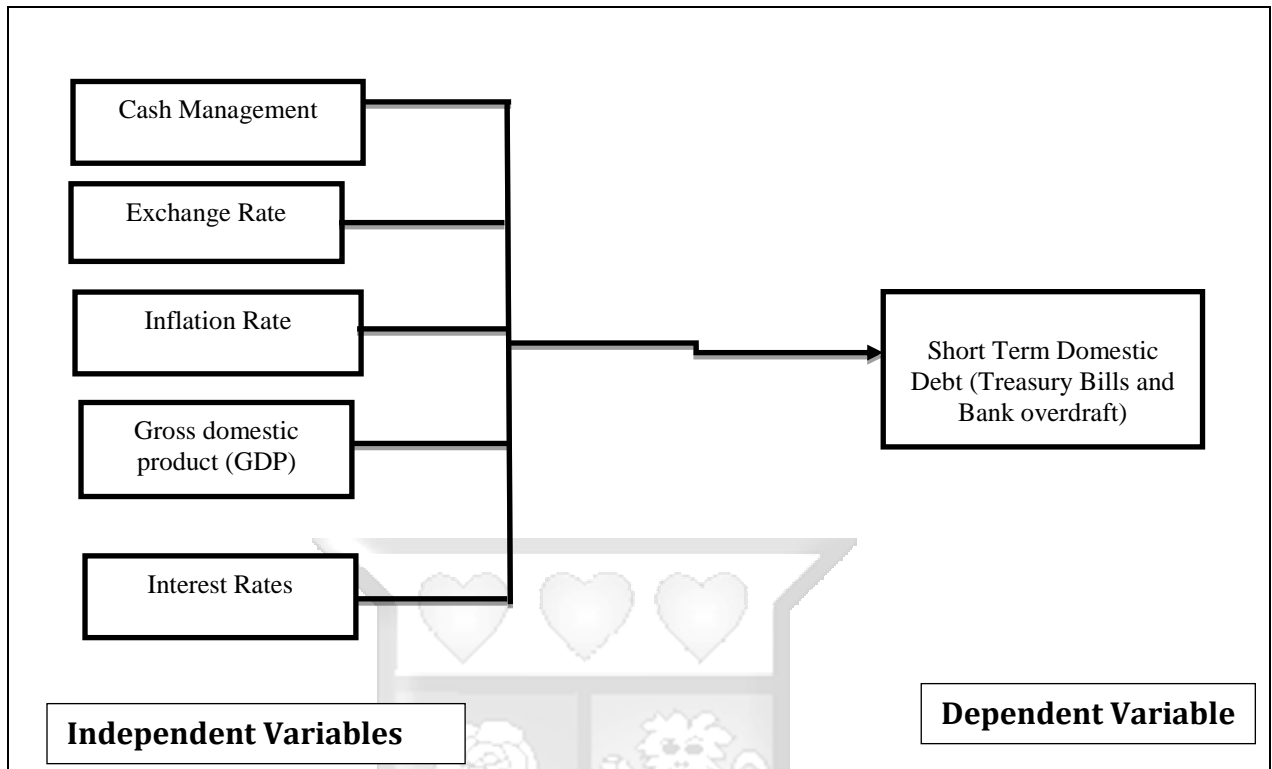 Cash Management
Exchange Rate
Inflation Rate
Gross domestic
product (GDP)
Interest Rates
Short Term Domestic
Debt (Treasury Bills and
Bank overdraft)
Independent Variables
Dependent Variable